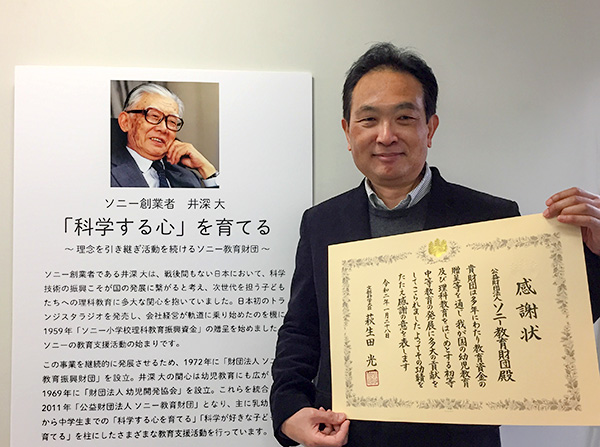 ソニー創業者 井深 大
「科学する心」を育てる
～ 理念を引き継ぎ活動を続けるソニー教育財団 ～
ソニー創業者である井深 大は、戦後間もない日本において、科学
技術の振興こそが国の発展に繋がると考え、次世代を担う子ども
たちへの理科教育に多大な関心を抱いていました。日本初のトラン
ジスタラジオを発売し、会社経営が軌道に乗り始めたのを機に
1959年「ソニー小学校理科教育振興資金」の贈呈を始めました
ソニーの教育支援活動の始まりです。
この事業を継続的に発展させるため、1972年に「財団法人 ソニ
教育振興財団」を設立。井深 大の関心は幼児教育にも広が
1969年に「財団法人 幼児開発協会」を設立。これらを統合
2011年「公益財団法人 ソニー教育財団」となり、主に乳幼
から中学生までの「科学する心を育てる」「科学が好きな子ど
育てる」を柱にしたさまざまな教育支援活動を行っています。
感謝状
公益財団法人ソニー教育財団殿
貴財団は多年にわたり教育資金の
贈呈等を通し我が国の幼児教育
及び理科教育をはじめとする初等
中等教育の発展に多大な貢献を
してこられましたよってその功績を
たたえ感謝の意を表します
令和二年一月二十八日
文部科学大臣 萩生田 光一